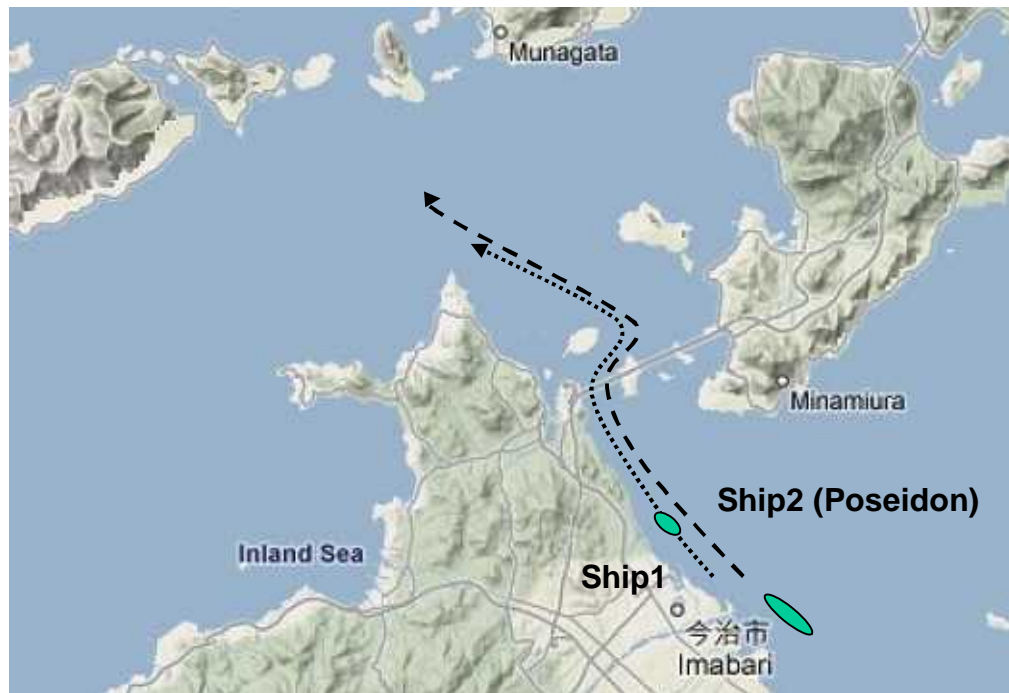 Munagata
Minamiura
Ship2 (Poseidon)
Inland Sea
Ship1
今治市
Imabari